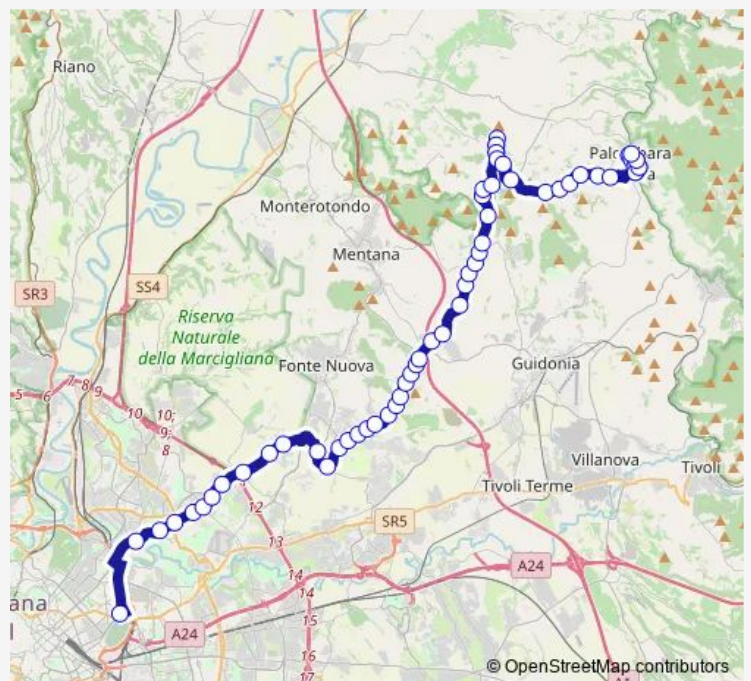 Riano
Monterotondo
SR3
SS4
Mentana
Riserva
Naturale
della Marcigliana
Fonte Nuova
Guidonia
5
6
7
8
9
10
10;
9;
8
Villanova
Tivoli
Tivoli Terme
12
13
SR5
14
14
A24
A24
15
16
17
© OpenStreetMap contributors